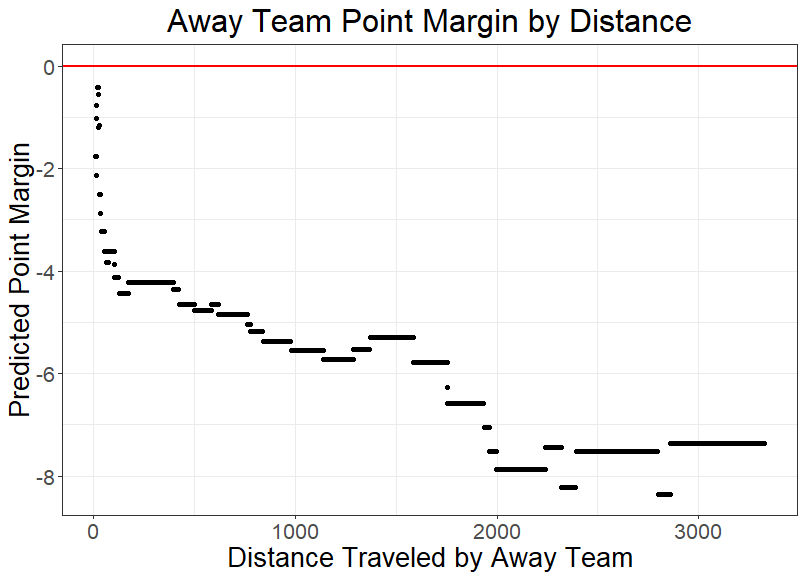 Away Team Point Margin by Distance
Predicted Point Margin
0
-2
-4
-6
-8
0 1000 2000 3000
Distance Traveled by Away Team